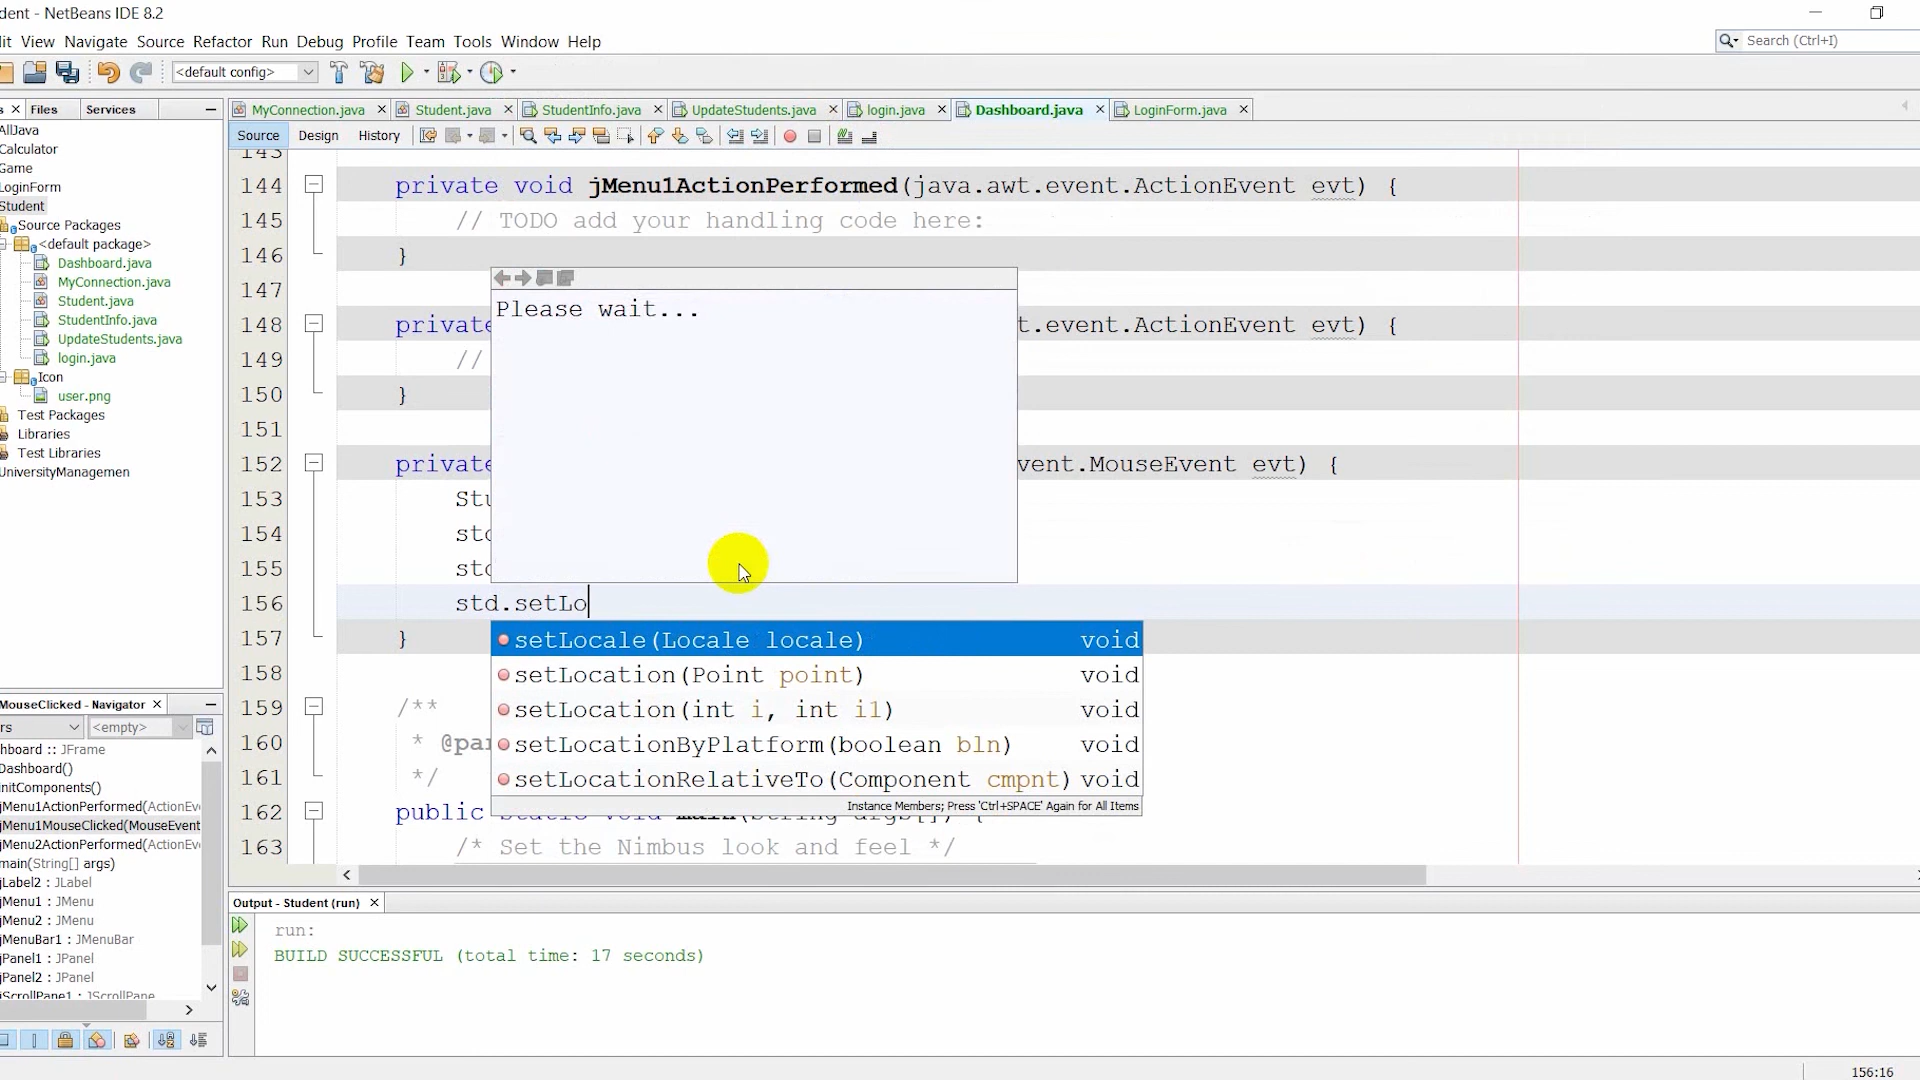 dent - NetBeans IDE 8.2
it View Navigate Source Refactor Run Debug Profile Team Tools Window Help
Search (Ctrl+I)
<default config>
s Files Services
MyConnection.java Student.java StudentInfo.java UpdateStudents.java login.java Dashboard.java LoginForm.java
Source Design History
AllJava
Calculator
Game
LoginForm
Student
Source Packages
<default package>
Dashboard.java
MyConnection.java
Student.java
StudentInfo.java
UpdateStudents.java
login.java
Icon
user.png
Test Packages
Libraries
Test Libraries
UniversityManagemen
143
144 private void jMenu1ActionPerformed(java.awt.event.ActionEvent evt) {
145 // TODO add your handling code here:
146 }
147
148 private t.event.ActionEvent evt) {
149 //
150 }
151
152 private vent.MouseEvent evt) {
153 Stu
154 std
155 std
156 std.setLo
157 }
158
159 /**
160 * @par
161 */
162 public static void main(String args[]) {
163 /* Set the Nimbus look and feel */
Please wait...
setLocale(Locale locale) void
setLocation(Point point) void
setLocation(int i, int i1) void
setLocationByPlatform(boolean bln) void
setLocationRelativeTo(Component cmpnt) void
Instance Members; Press 'Ctrl+SPACE' Again for All Items
MouseClicked - Navigator
rs <empty>
hboard :: JFrame
Dashboard()
initComponents()
jMenu1ActionPerformed(ActionEv
jMenu1MouseClicked(MouseEvent
jMenu2ActionPerformed(ActionEv
main(String[] args)
jLabel2 : JLabel
jMenu1 : JMenu
jMenu2 : JMenu
jMenuBar1 : JMenuBar
jPanel1 : JPanel
jPanel2 : JPanel
jScrollPane1 : JScrollPane
Output - Student (run)
run:
BUILD SUCCESSFUL (total time: 17 seconds)
156:16